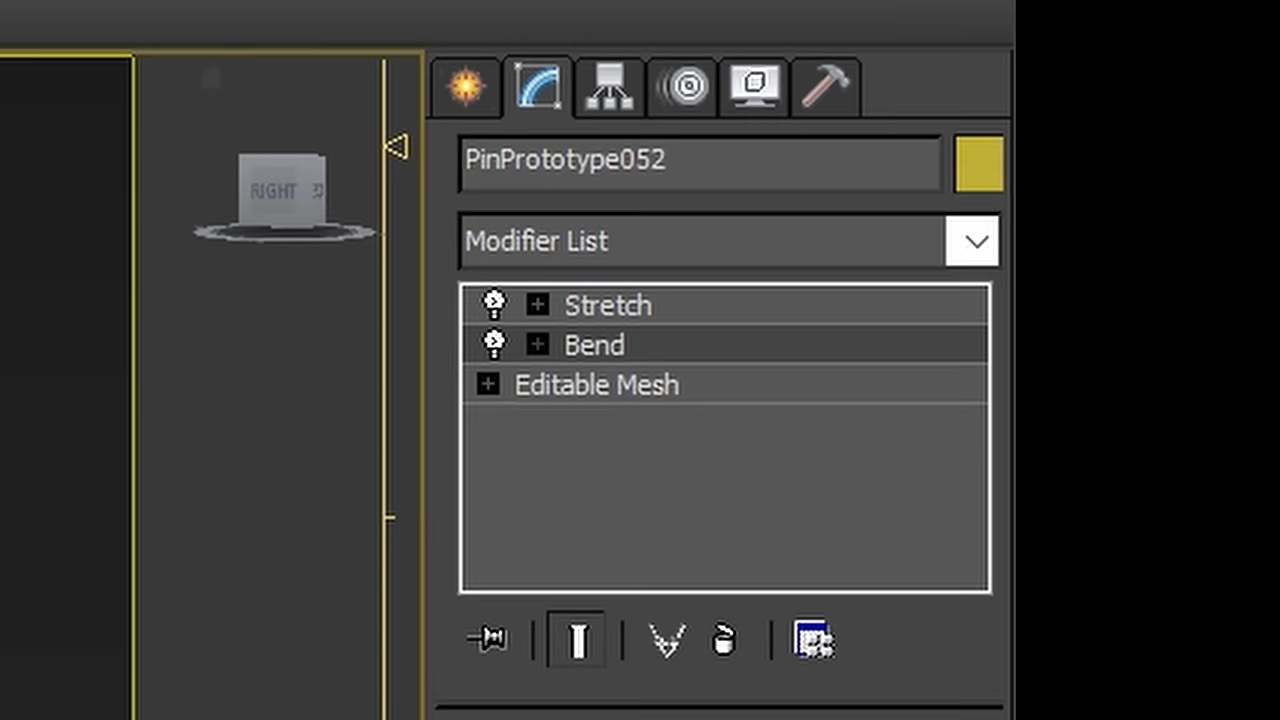 PinPrototype052
RIGHT
Modifier List
Stretch
Bend
Editable Mesh